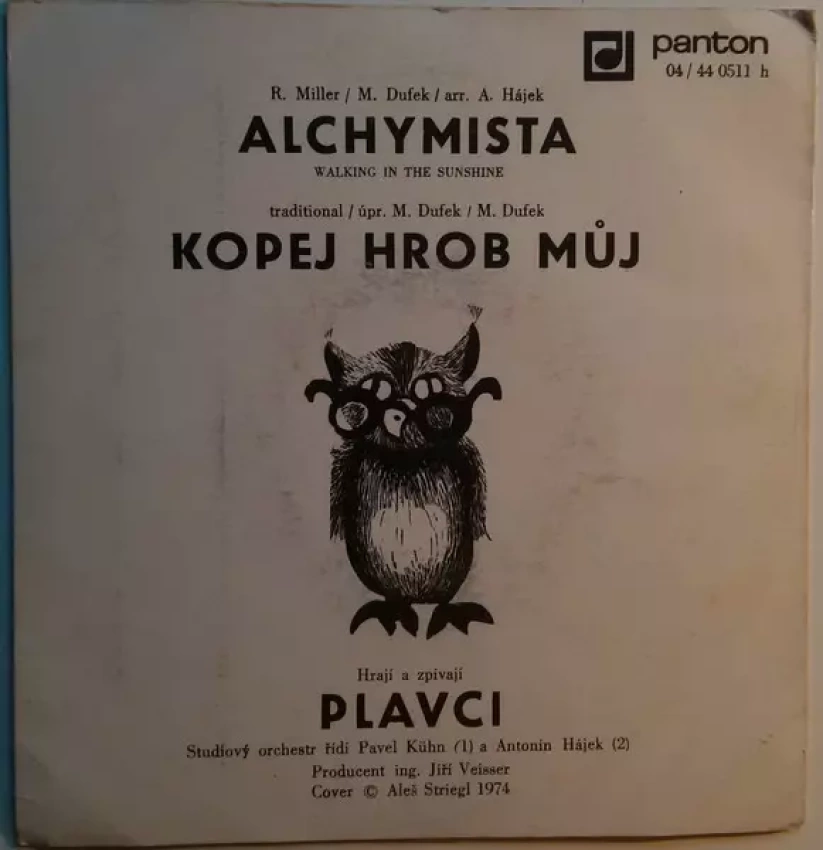 panton
04/44 0511 h
R. Miller / M. Dufek / arr. A. Hájek
ALCHYMISTA
WALKING IN THE SUNSHINE
traditional / úpr. M. Dufek / M. Dufek
KOPEJ HROB MŮJ
Hrají a zpívají
PLAVCI
Studiový orchestr řídí Pavel Kühn (1) a Antonín Hájek (2)
Producent ing. Jiří Veisser
Cover © Aleš Striegl 1974